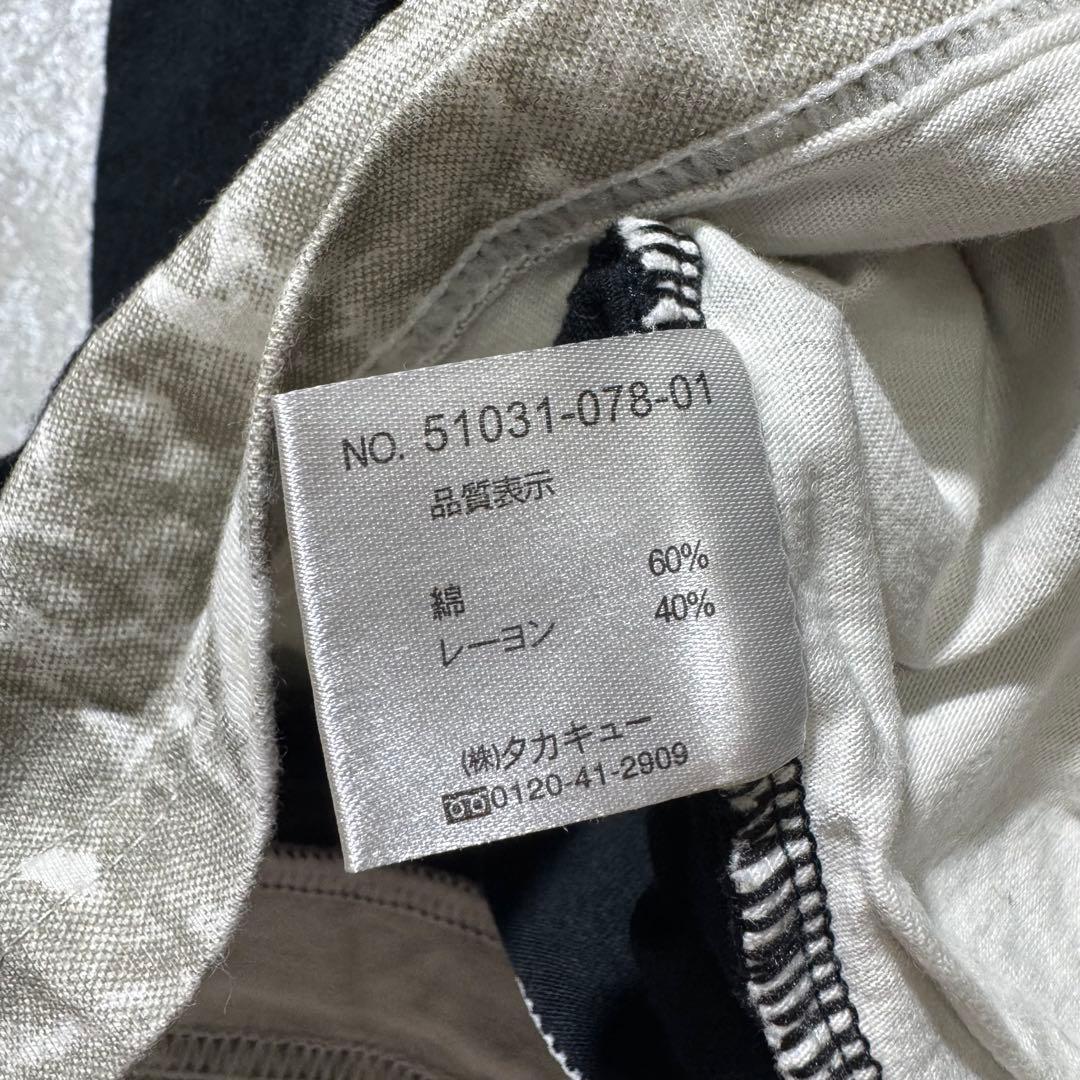 NO. 51031-078-01
品質表示
綿 60%
レーヨン 40%
(株)タカキュー
0120-41-2909